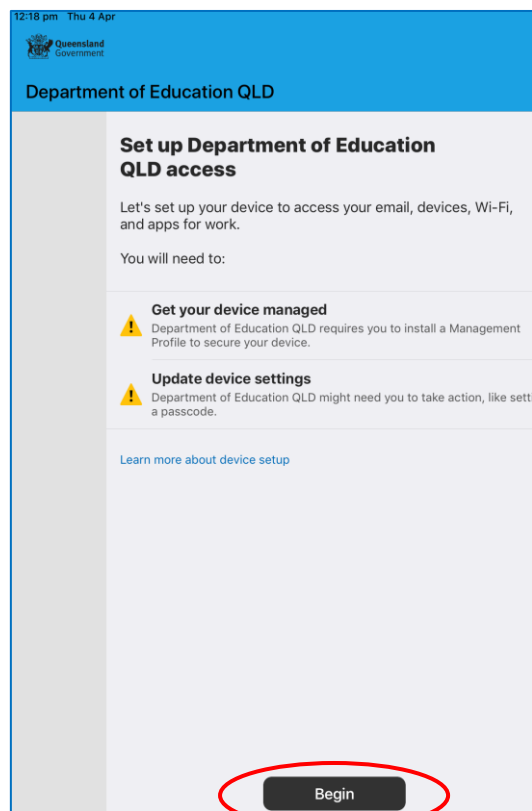 12:18 pm Thu 4 Apr
Queensland
Government
Department of Education QLD
Set up Department of Education
QLD access
Let's set up your device to access your email, devices, Wi-Fi,
and apps for work.
You will need to:
Get your device managed
Department of Education QLD requires you to install a Management
Profile to secure your device.
Update device settings
Department of Education QLD might need you to take action, like sett
a passcode.
Learn more about device setup
Begin